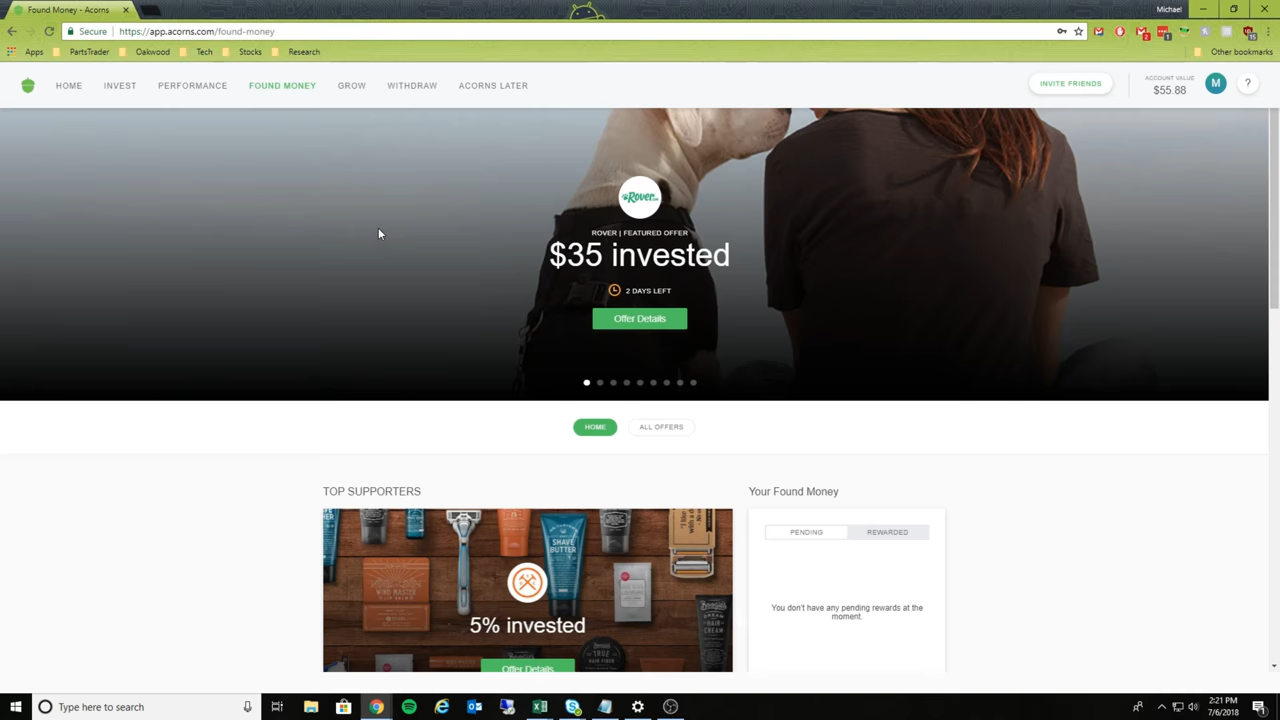 Found Money - Acorns
Michael
Secure
https://app.acorns.com/found-money
Apps
PartsTrader
Oakwood
Tech
Stocks
Research
Other bookmarks
HOME
INVEST
PERFORMANCE
FOUND MONEY
GROW
WITHDRAW
ACORNS LATER
INVITE FRIENDS
ACCOUNT VALUE
$55.88
M
?
Rover
ROVER | FEATURED OFFER
$35 invested
2 DAYS LEFT
Offer Details
HOME
ALL OFFERS
TOP SUPPORTERS
Your Found Money
SHAVE
BUTTER
5% invested
Offer Details
PENDING
REWARDED
You don't have any pending rewards at the
moment.
Type here to search
2:21 PM
7/6/2018